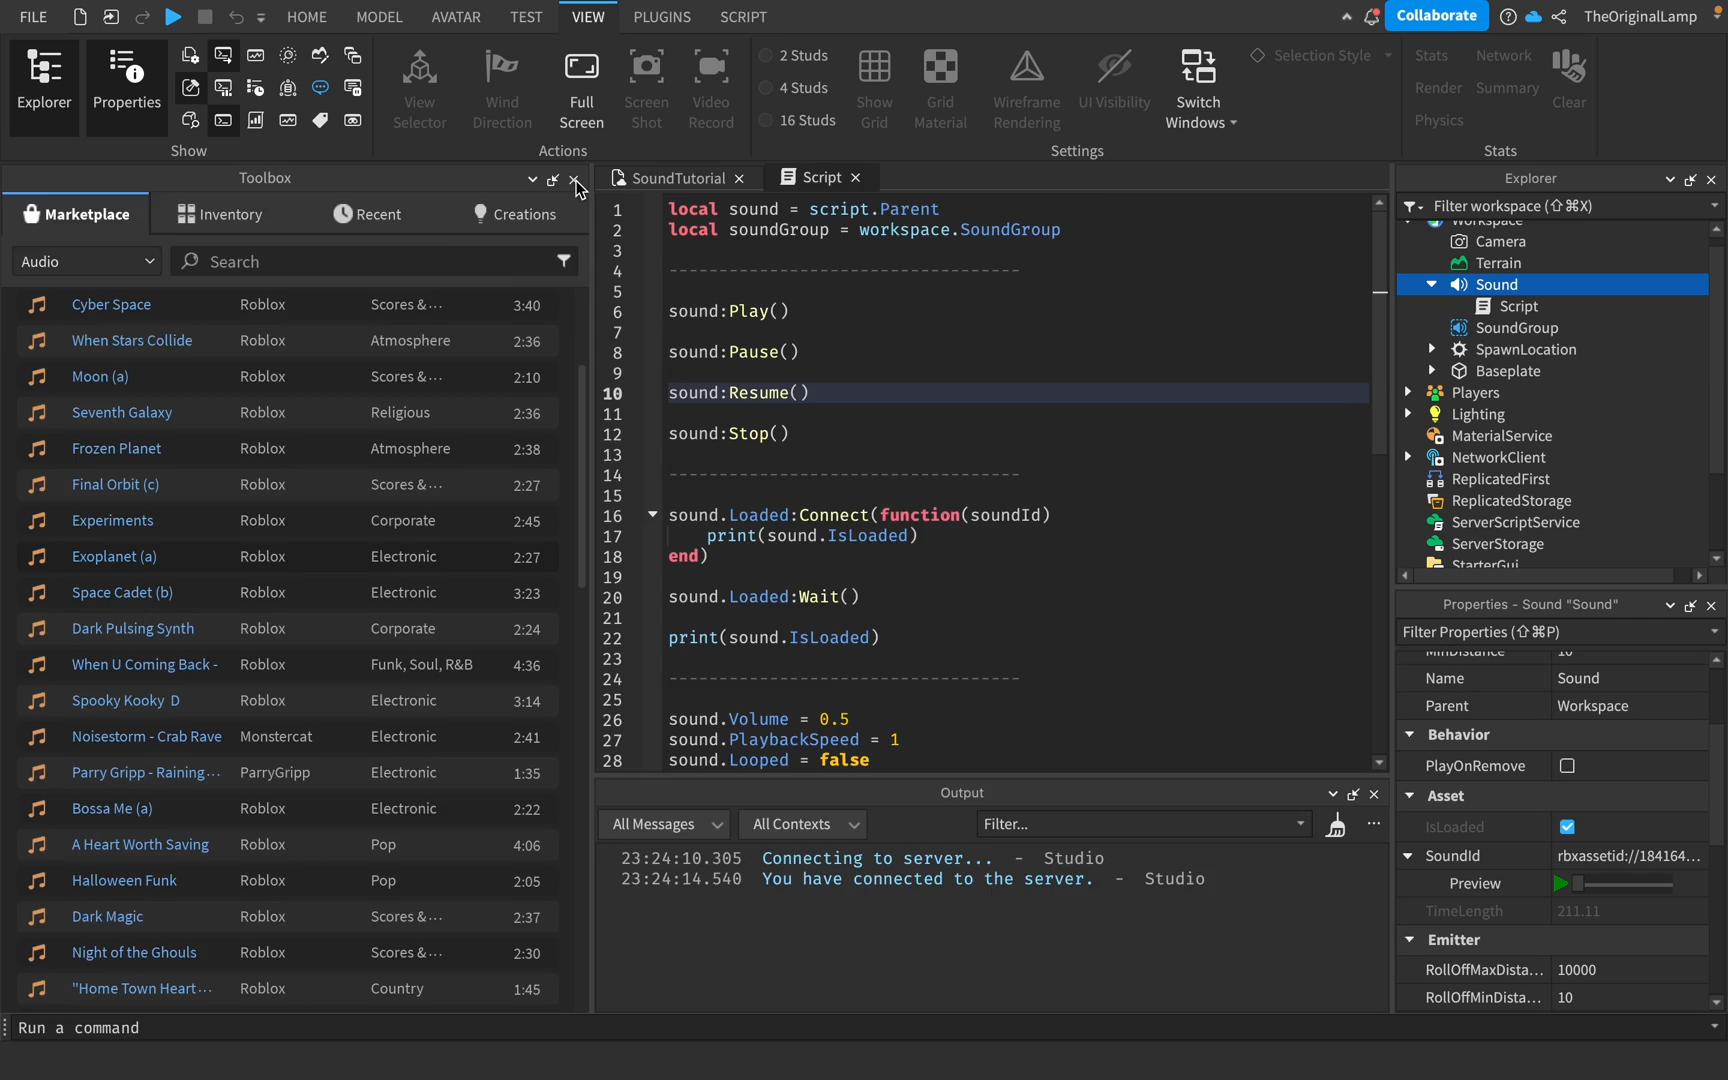 FILE HOME MODEL AVATAR TEST VIEW PLUGINS SCRIPT Collaborate TheOriginalLamp
Explorer Properties
Show
View Selector
Wind Direction
Full Screen
Screen Shot
Video Record
Actions
2 Studs
4 Studs
16 Studs
Show Grid
Grid Material
Wireframe Rendering
UI Visibility
Switch Windows
Selection Style
Settings
Stats Network
Render Summary
Physics
Clear
Stats
Toolbox
Marketplace Inventory Recent Creations
Audio Search
Cyber Space Roblox Scores &... 3:40
When Stars Collide Roblox Atmosphere 2:36
Moon (a) Roblox Scores &... 2:10
Seventh Galaxy Roblox Religious 2:36
Frozen Planet Roblox Atmosphere 2:38
Final Orbit (c) Roblox Scores &... 2:27
Experiments Roblox Corporate 2:45
Exoplanet (a) Roblox Electronic 2:27
Space Cadet (b) Roblox Electronic 3:23
Dark Pulsing Synth Roblox Corporate 2:24
When U Coming Back - Roblox Funk, Soul, R&B 4:36
Spooky Kooky D Roblox Electronic 3:14
Noisestorm - Crab Rave Monstercat Electronic 2:41
Parry Gripp - Raining... ParryGripp Electronic 1:35
Bossa Me (a) Roblox Electronic 2:22
A Heart Worth Saving Roblox Pop 4:06
Halloween Funk Roblox Pop 2:05
Dark Magic Roblox Scores &... 2:37
Night of the Ghouls Roblox Scores &... 2:30
"Home Town Heart... Roblox Country 1:45
SoundTutorial Script
1 local sound = script.Parent
2 local soundGroup = workspace.SoundGroup
3
4 -----------------------------------
5
6 sound:Play()
7
8 sound:Pause()
9
10 sound:Resume()
11
12 sound:Stop()
13
14 -----------------------------------
15
16 sound.Loaded:Connect(function(soundId)
17 print(sound.IsLoaded)
18 end)
19
20 sound.Loaded:Wait()
21
22 print(sound.IsLoaded)
23
24 -----------------------------------
25
26 sound.Volume = 0.5
27 sound.PlaybackSpeed = 1
28 sound.Looped = false
Output
All Messages All Contexts Filter...
23:24:10.305 Connecting to server... - Studio
23:24:14.540 You have connected to the server. - Studio
Explorer
Filter workspace (⇧⌘X)
Workspace
Camera
Terrain
Sound
Script
SoundGroup
SpawnLocation
Baseplate
Players
Lighting
MaterialService
NetworkClient
ReplicatedFirst
ReplicatedStorage
ServerScriptService
ServerStorage
StarterGui
Properties - Sound "Sound"
Filter Properties (⇧⌘P)
MinDistance 10
Name Sound
Parent Workspace
Behavior
PlayOnRemove
Asset
IsLoaded
SoundId rbxassetid://184164...
Preview
TimeLength 211.11
Emitter
RollOffMaxDista... 10000
RollOffMinDista... 10
Run a command